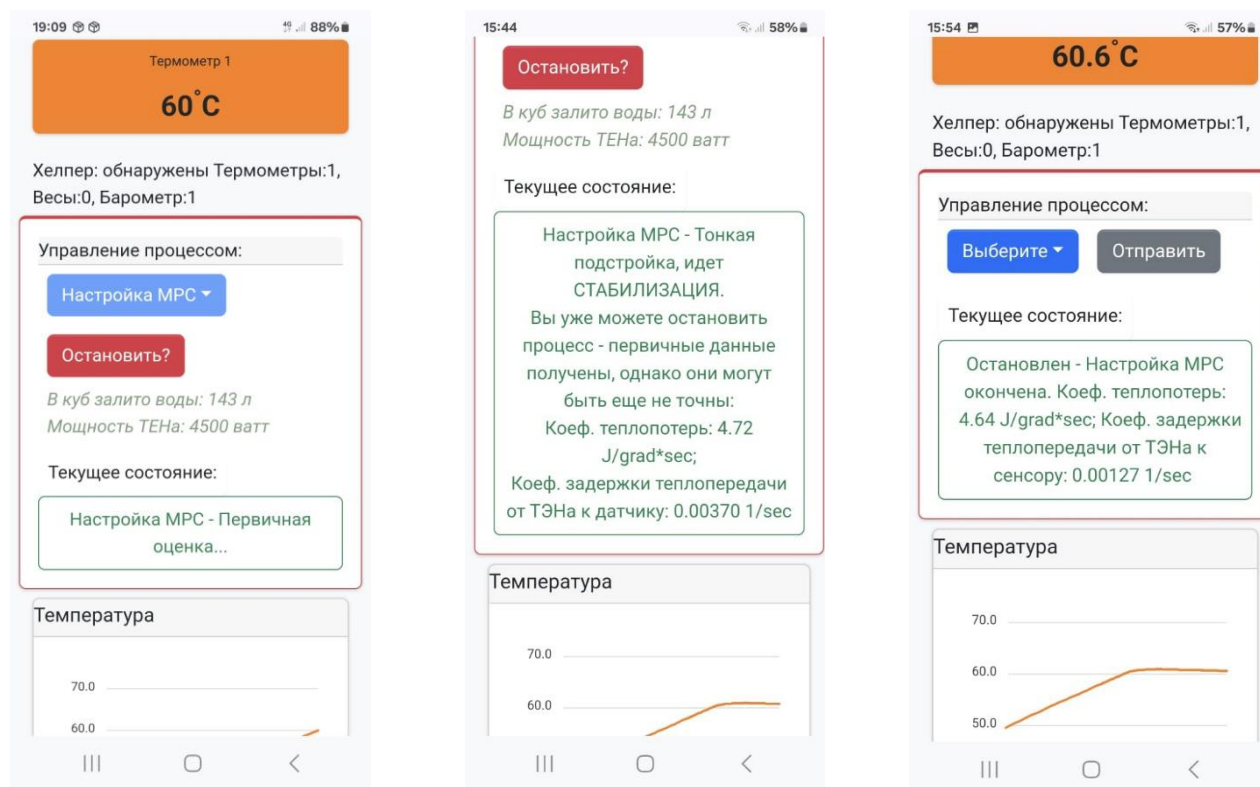 19:09 88%
Термометр 1
60°C
Хелпер: обнаружены Термометры:1,
Весы:0, Барометр:1
Управление процессом:
Настройка МРС
Остановить?
В куб залито воды: 143 л
Мощность ТЕНа: 4500 ватт
Текущее состояние:
Настройка МРС - Первичная
оценка...
Температура
70.0
60.0
15:44 58%
Остановить?
В куб залито воды: 143 л
Мощность ТЕНа: 4500 ватт
Текущее состояние:
Настройка МРС - Тонкая
подстройка, идет
СТАБИЛИЗАЦИЯ.
Вы уже можете остановить
процесс - первичные данные
получены, однако они могут
быть еще не точны:
Коеф. теплопотерь: 4.72
J/grad*sec;
Коеф. задержки теплопередачи
от ТЭНа к датчику: 0.00370 1/sec
Температура
70.0
60.0
15:54 57%
60.6°C
Хелпер: обнаружены Термометры:1,
Весы:0, Барометр:1
Управление процессом:
Выберите Отправить
Текущее состояние:
Остановлен - Настройка МРС
окончена. Коеф. теплопотерь:
4.64 J/grad*sec; Коеф. задержки
теплопередачи от ТЭНа к
сенсору: 0.00127 1/sec
Температура
70.0
60.0
50.0